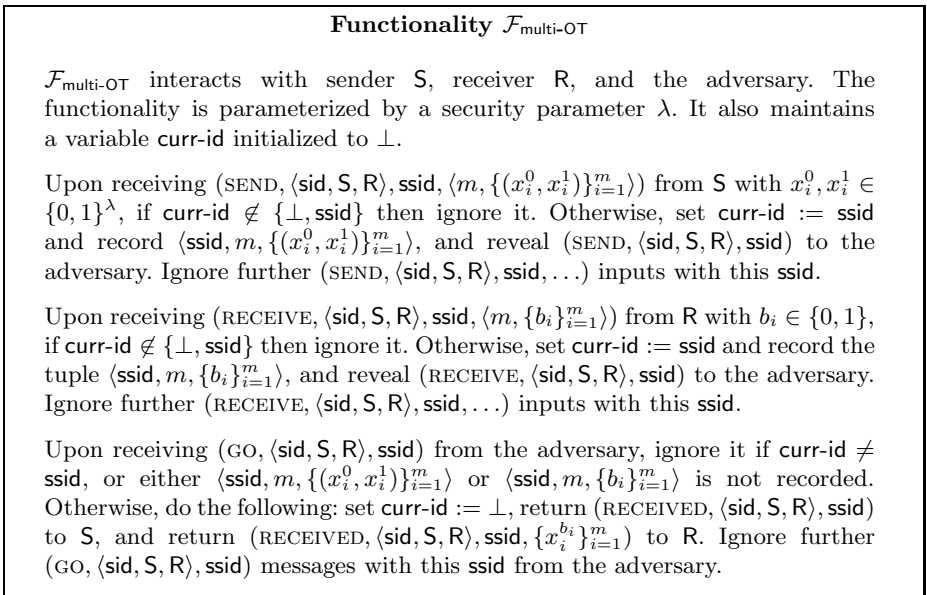 Functionality 𝓕multi-OT
𝓕multi-OT interacts with sender S, receiver R, and the adversary. The
functionality is parameterized by a security parameter λ. It also maintains
a variable curr-id initialized to ⊥.
Upon receiving (SEND, ⟨sid, S, R⟩, ssid, ⟨m, {(x_i^0, x_i^1)}_{i=1}^m⟩) from S with x_i^0, x_i^1 ∈
{0, 1}^λ, if curr-id ∉ {⊥, ssid} then ignore it. Otherwise, set curr-id := ssid
and record ⟨ssid, m, {(x_i^0, x_i^1)}_{i=1}^m⟩, and reveal (SEND, ⟨sid, S, R⟩, ssid) to the
adversary. Ignore further (SEND, ⟨sid, S, R⟩, ssid, . . .) inputs with this ssid.
Upon receiving (RECEIVE, ⟨sid, S, R⟩, ssid, ⟨m, {b_i}_{i=1}^m⟩) from R with b_i ∈ {0, 1},
if curr-id ∉ {⊥, ssid} then ignore it. Otherwise, set curr-id := ssid and record the
tuple ⟨ssid, m, {b_i}_{i=1}^m⟩, and reveal (RECEIVE, ⟨sid, S, R⟩, ssid) to the adversary.
Ignore further (RECEIVE, ⟨sid, S, R⟩, ssid, . . .) inputs with this ssid.
Upon receiving (GO, ⟨sid, S, R⟩, ssid) from the adversary, ignore it if curr-id ≠
ssid, or either ⟨ssid, m, {(x_i^0, x_i^1)}_{i=1}^m⟩ or ⟨ssid, m, {b_i}_{i=1}^m⟩ is not recorded.
Otherwise, do the following: set curr-id := ⊥, return (RECEIVED, ⟨sid, S, R⟩, ssid)
to S, and return (RECEIVED, ⟨sid, S, R⟩, ssid, {x_i^{b_i}}_{i=1}^m) to R. Ignore further
(GO, ⟨sid, S, R⟩, ssid) messages with this ssid from the adversary.